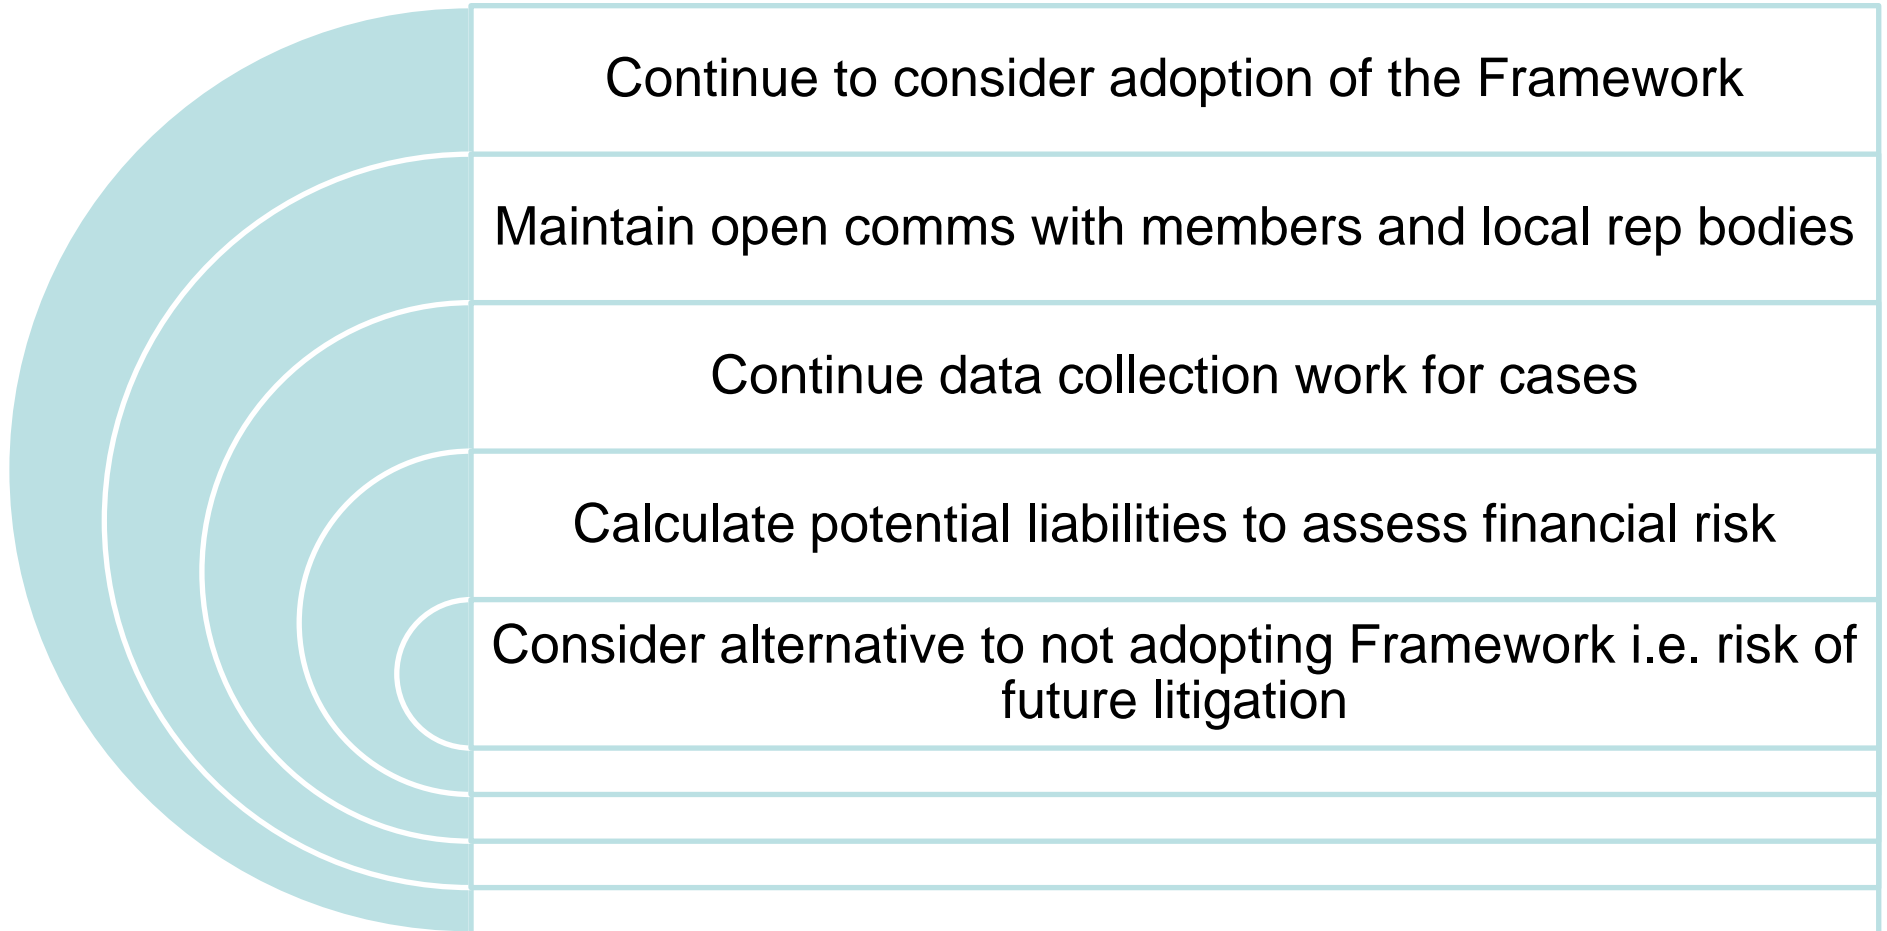 Continue to consider adoption of the Framework
Maintain open comms with members and local rep bodies
Continue data collection work for cases
Calculate potential liabilities to assess financial risk
Consider alternative to not adopting Framework i.e. risk of
future litigation